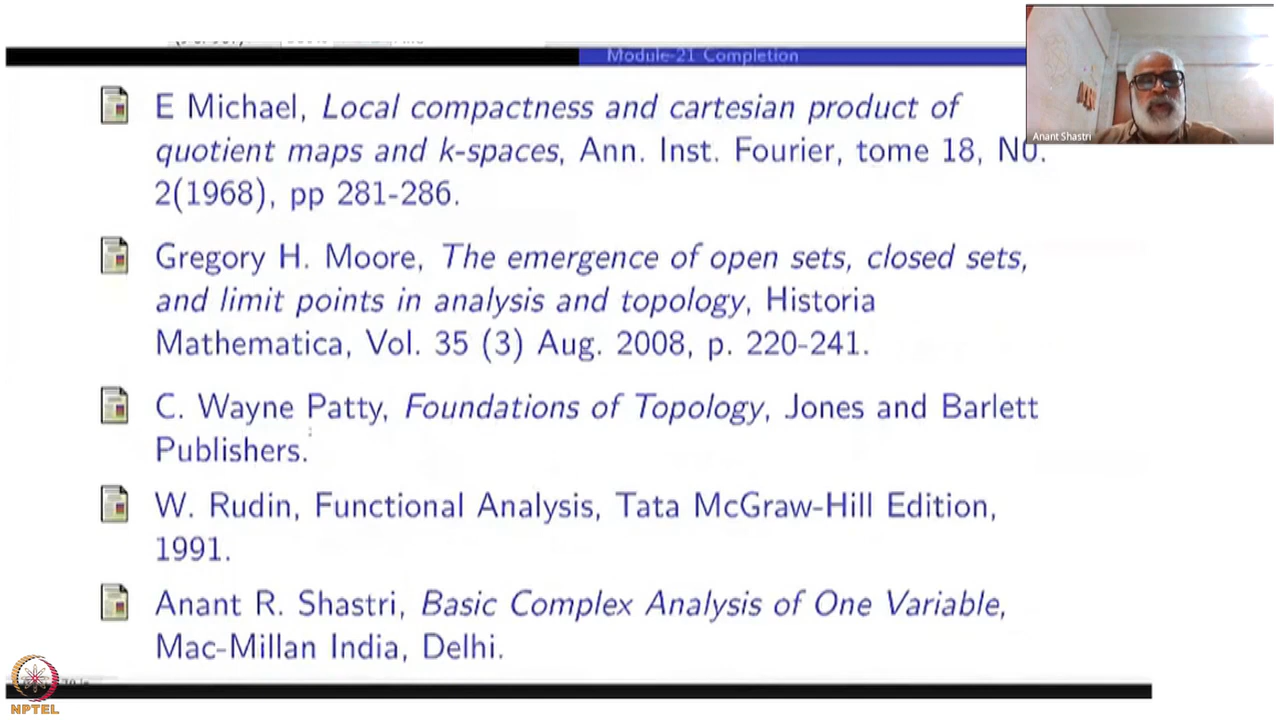 Module-21 Completion
Anant Shastri
E Michael, Local compactness and cartesian product of
quotient maps and k-spaces, Ann. Inst. Fourier, tome 18, N0.
2(1968), pp 281-286.
Gregory H. Moore, The emergence of open sets, closed sets,
and limit points in analysis and topology, Historia
Mathematica, Vol. 35 (3) Aug. 2008, p. 220-241.
C. Wayne Patty, Foundations of Topology, Jones and Barlett
Publishers.
W. Rudin, Functional Analysis, Tata McGraw-Hill Edition,
1991.
Anant R. Shastri, Basic Complex Analysis of One Variable,
Mac-Millan India, Delhi.
NPTEL